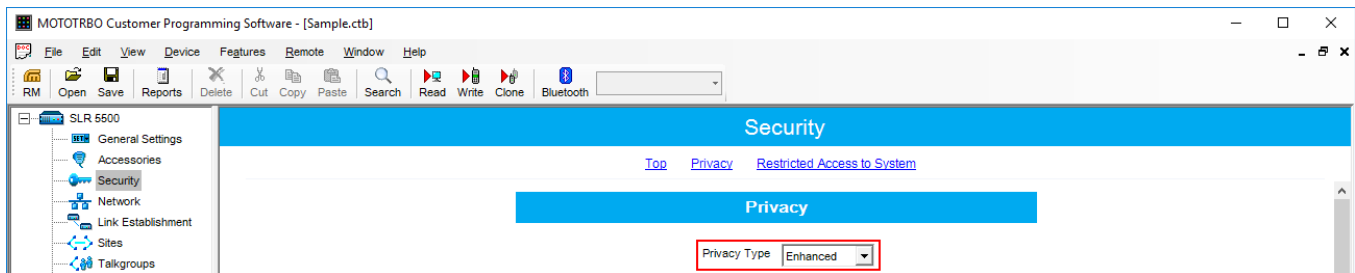 MOTOTRBO Customer Programming Software - [Sample.ctb]
File Edit View Device Features Remote Window Help
RM Open Save Reports Delete Cut Copy Paste Search Read Write Clone Bluetooth
SLR 5500
General Settings
Accessories
Security
Network
Link Establishment
Sites
Talkgroups
Security
Top Privacy Restricted Access to System
Privacy
Privacy Type Enhanced